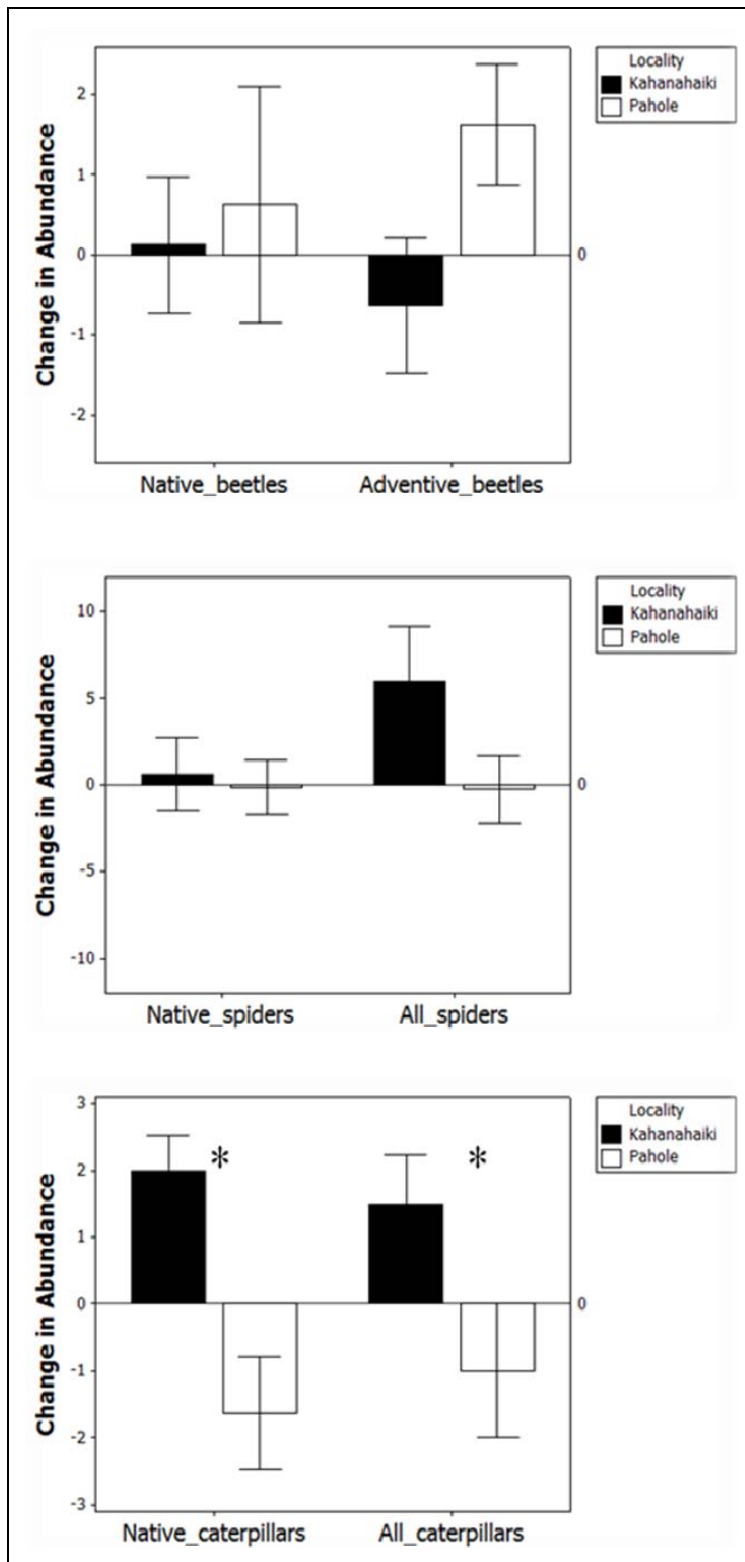 Change in Abundance
2
1
0
-1
-2
0
Native_beetles Adventive_beetles
Locality
Kahanahaiki
Pahole
Change in Abundance
10
5
0
-5
-10
0
Native_spiders All_spiders
Locality
Kahanahaiki
Pahole
Change in Abundance
3
2
1
0
-1
-2
-3
* *
0
Native_caterpillars All_caterpillars
Locality
Kahanahaiki
Pahole